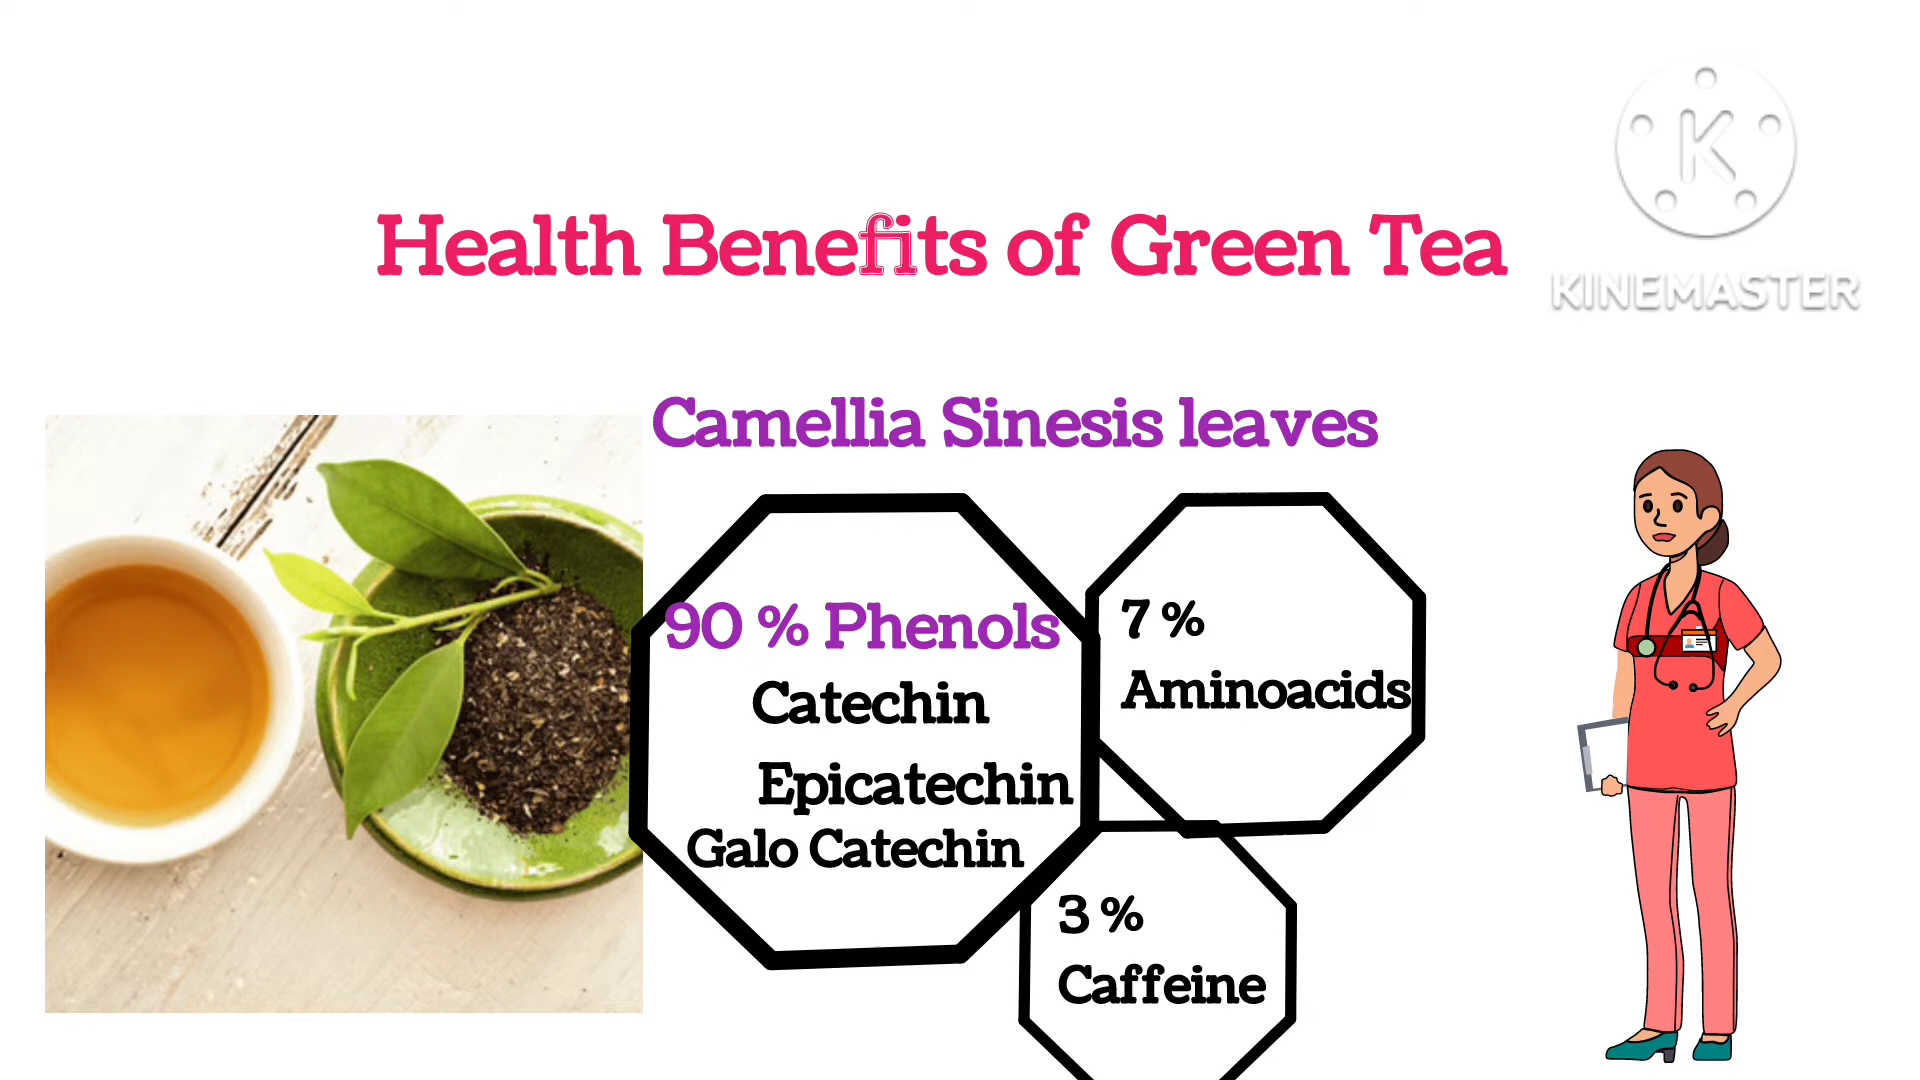 KINEMASTER
Health Benefits of Green Tea
Camellia Sinesis leaves
90 % Phenols
Catechin
Epicatechin
Galo Catechin
7 %
Aminoacids
3 %
Caffeine